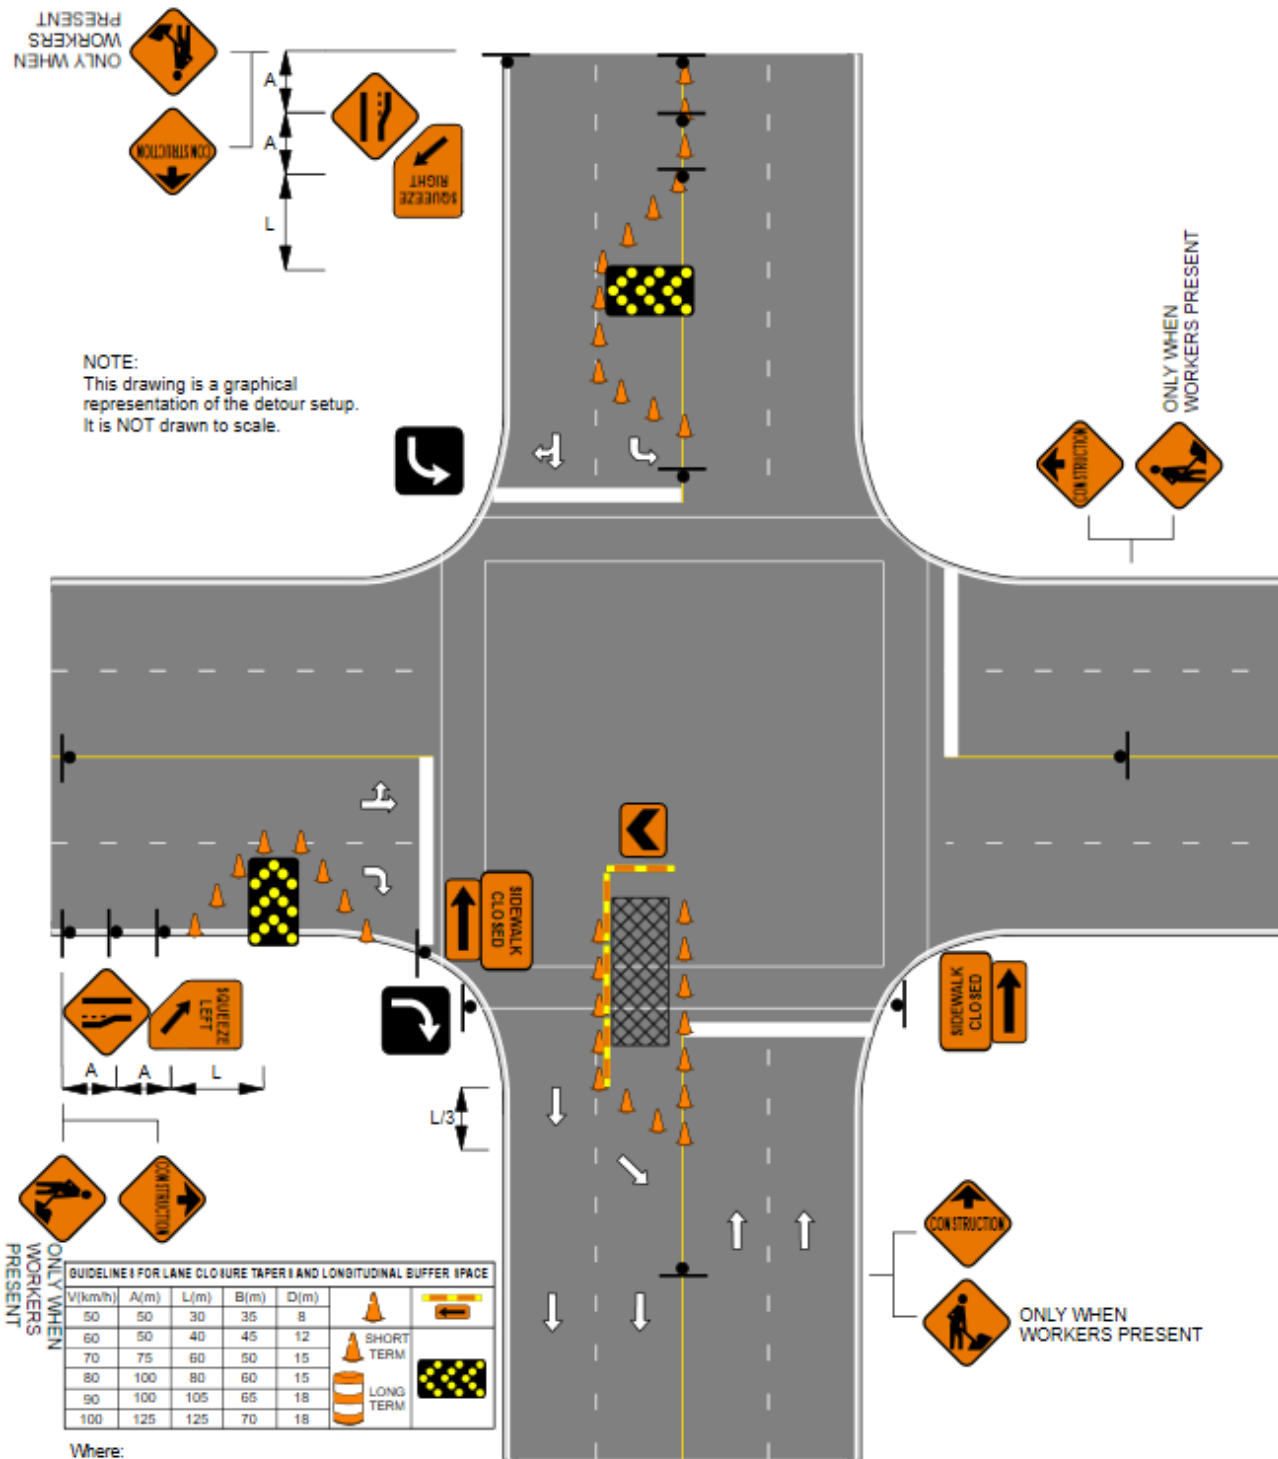 ONLY WHEN
WORKERS
PRESENT
CONSTRUCTION
A
A
L
SQUEEZE
RIGHT
NOTE:
This drawing is a graphical
representation of the detour setup.
It is NOT drawn to scale.
ONLY WHEN
WORKERS PRESENT
CONSTRUCTION
SIDEWALK
CLOSED
SIDEWALK
CLOSED
SQUEEZE
LEFT
A
A
L
L/3
CONSTRUCTION
ONLY WHEN
WORKERS
PRESENT
CONSTRUCTION
ONLY WHEN
WORKERS PRESENT
GUIDELINES FOR LANE CLOSURE TAPERS AND LONGITUDINAL BUFFER SPACE
V(km/h) A(m) L(m) B(m) D(m)
50 50 30 35 8
60 50 40 45 12
70 75 60 50 15
80 100 80 60 15
90 100 105 65 18
100 125 125 70 18
SHORT
TERM
LONG
TERM
Where: